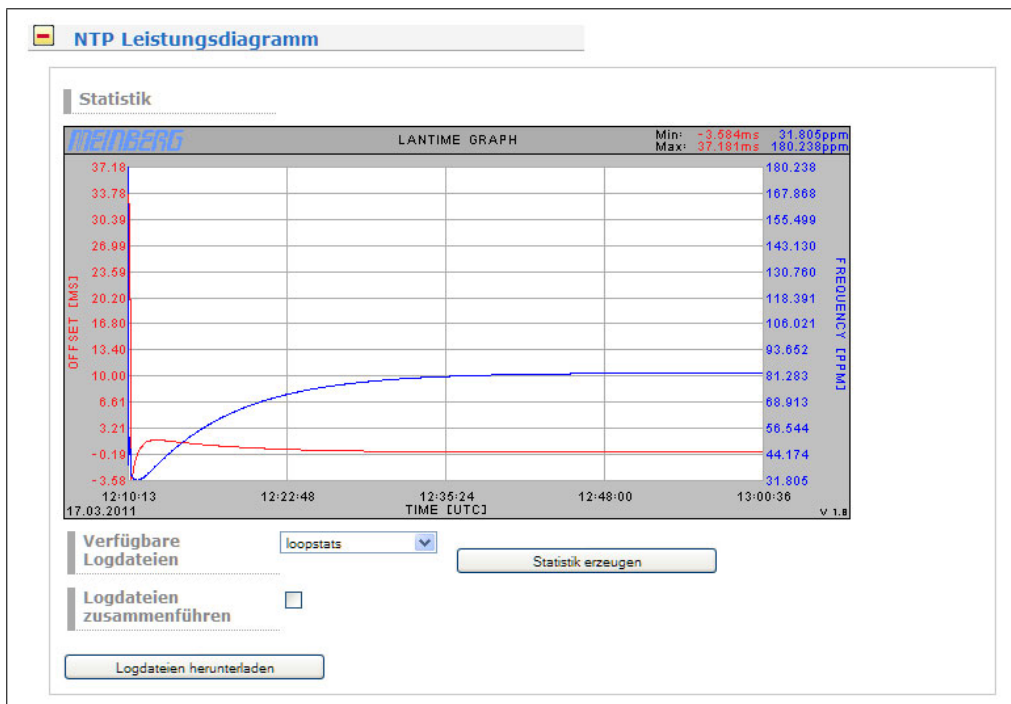 NTP Leistungsdiagramm
Statistik
MEINBERG
LANTIME GRAPH
Min: -3.584ms 31.805ppm
Max: 37.181ms 180.238ppm
37.18
33.78
30.39
26.99
23.59
20.20
16.80
13.40
10.00
6.61
3.21
-0.19
-3.58
OFFSET [MS]
180.238
167.868
155.499
143.130
130.760
118.391
106.021
93.652
81.283
68.913
56.544
44.174
31.805
FREQUENCY [PPM]
12:10:13 12:22:48 12:35:24 12:48:00 13:00:36
17.03.2011 TIME [UTC] V 1.8
Verfügbare
Logdateien
loopstats
Statistik erzeugen
Logdateien
zusammenführen
Logdateien herunterladen